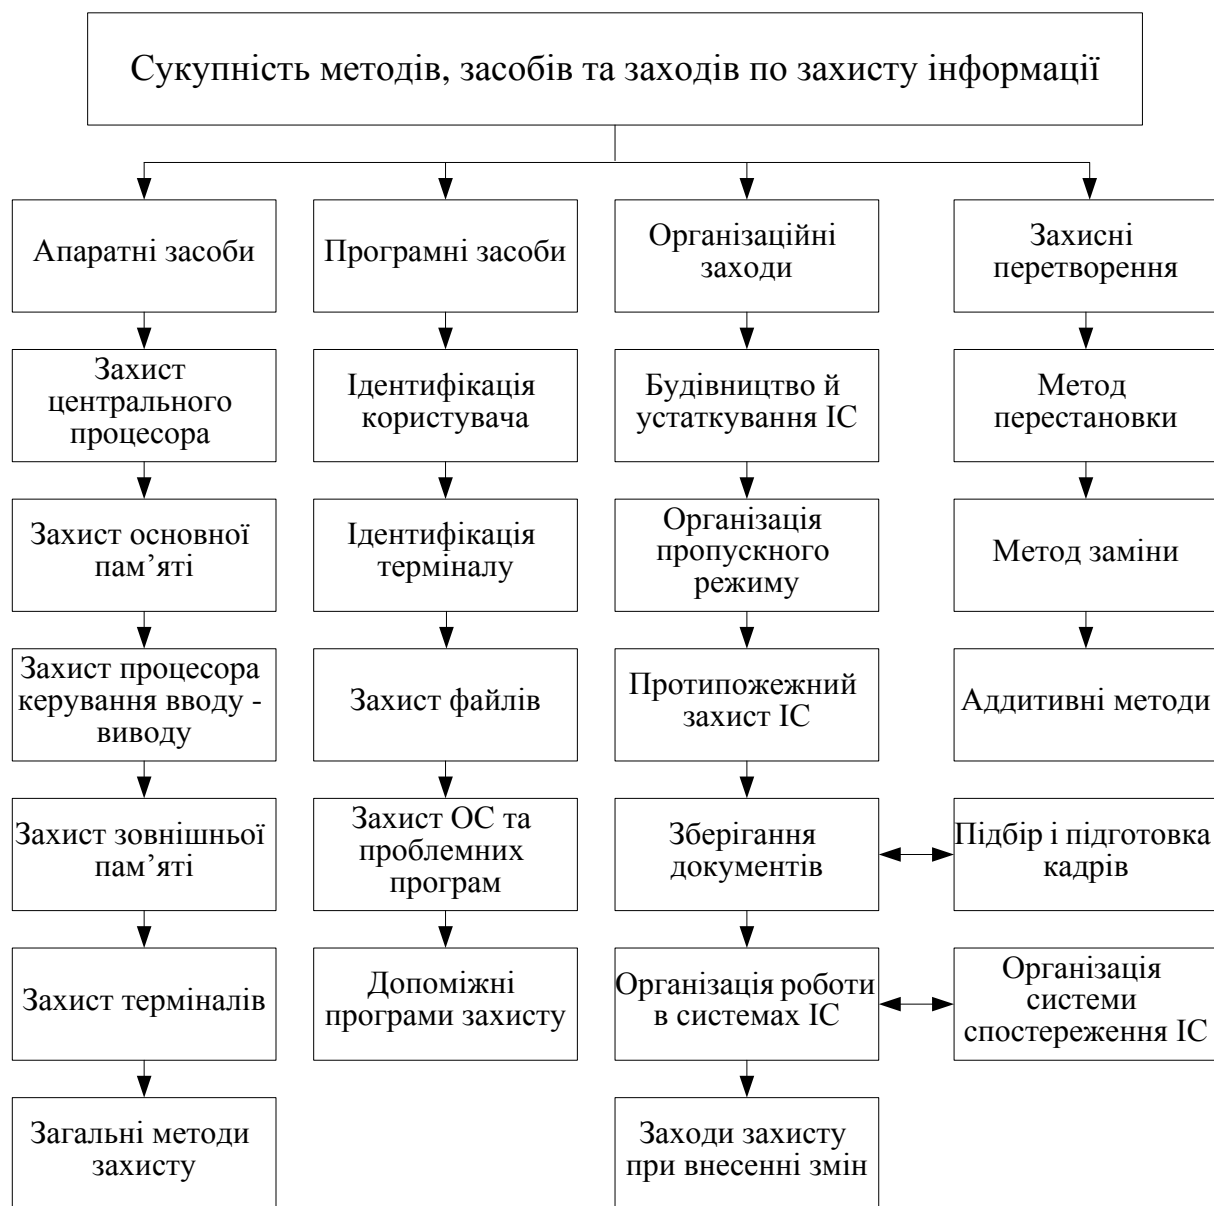 Сукупність методів, засобів та заходів по захисту інформації
Апаратні засоби
Програмні засоби
Організаційні
заходи
Захисні
перетворення
Захист
центрального
процесора
Ідентифікація
користувача
Будівництво й
устаткування ІС
Метод
перестановки
Захист основної
пам’яті
Ідентифікація
терміналу
Організація
пропускного
режиму
Метод заміни
Захист процесора
керування вводу -
виводу
Захист файлів
Протипожежний
захист ІС
Аддитивні методи
Захист зовнішньої
пам’яті
Захист ОС та
проблемних
програм
Зберігання
документів
Підбір і підготовка
кадрів
Захист терміналів
Допоміжні
програми захисту
Організація роботи
в системах ІС
Організація
системи
спостереження ІС
Загальні методи
захисту
Заходи захисту
при внесенні змін